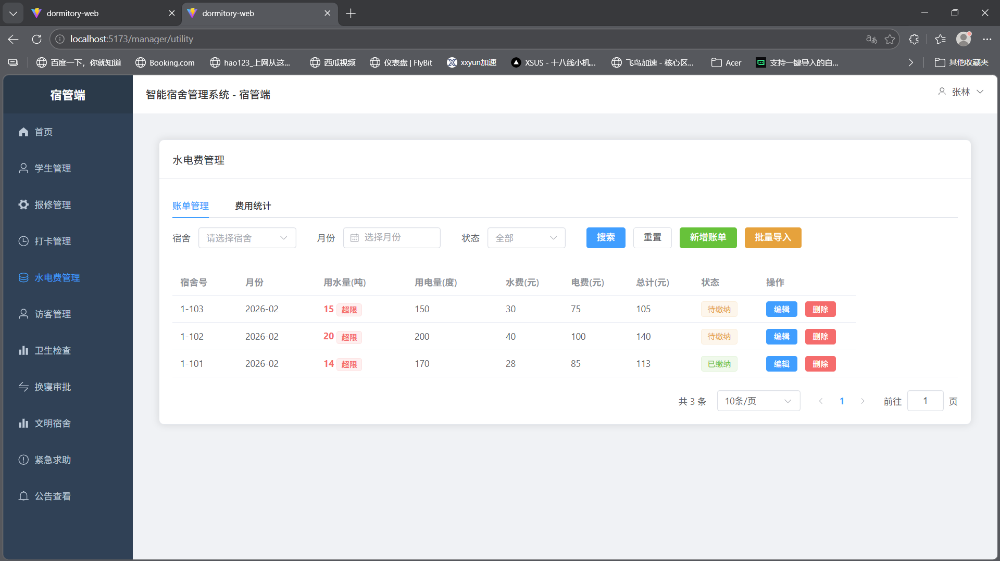 dormitory-web
dormitory-web
localhost:5173/manager/utility
百度一下，你就知道
Booking.com
hao123_上网从这...
西瓜视频
仪表盘 | FlyBit
xxyun加速
XSUS - 十八线小机...
飞鸟加速 - 核心区...
Acer
支持一键导入的自...
其他收藏夹
宿管端
智能宿舍管理系统 - 宿管端
张林
首页
学生管理
报修管理
打卡管理
水电费管理
访客管理
卫生检查
换寝审批
文明宿舍
紧急求助
公告查看
水电费管理
账单管理 费用统计
宿舍 请选择宿舍 月份 选择月份 状态 全部 搜索 重置 新增账单 批量导入
宿舍号 月份 用水量(吨) 用电量(度) 水费(元) 电费(元) 总计(元) 状态 操作
1-103 2026-02 15 超限 150 30 75 105 待缴纳 编辑 删除
1-102 2026-02 20 超限 200 40 100 140 待缴纳 编辑 删除
1-101 2026-02 14 超限 170 28 85 113 已缴纳 编辑 删除
共 3 条 10条/页 1 前往 1 页